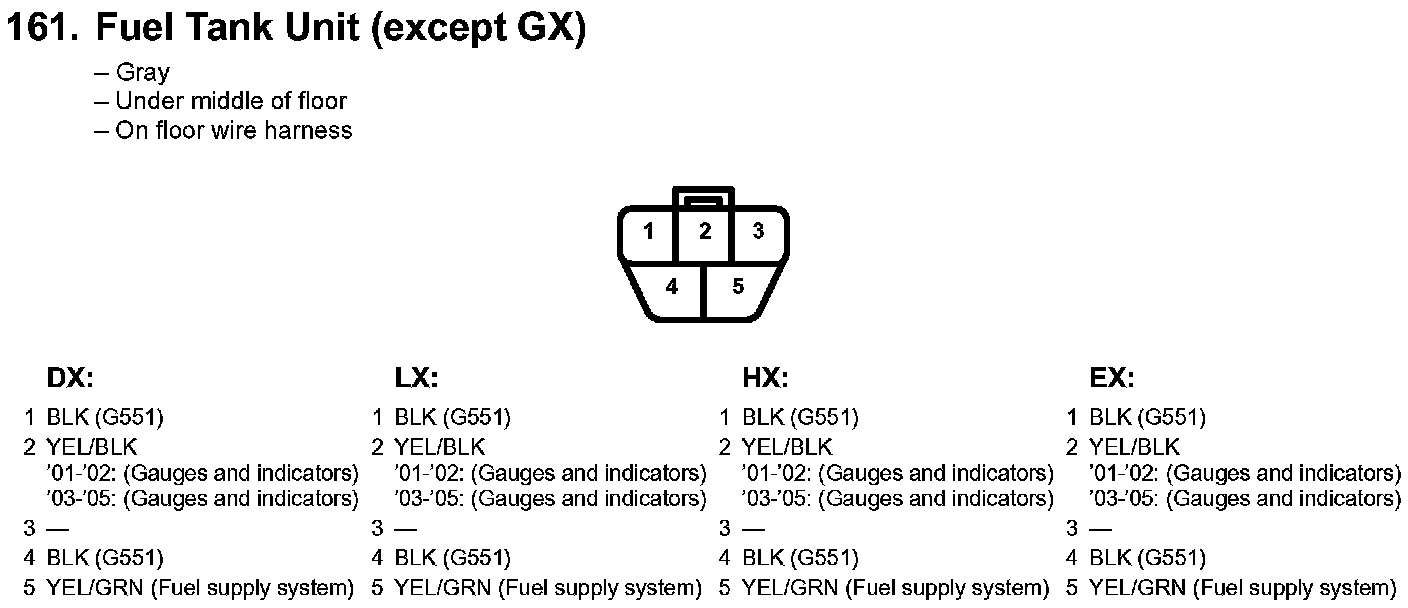 161. Fuel Tank Unit (except GX)
– Gray
– Under middle of floor
– On floor wire harness
1 2 3
4 5
DX:
1 BLK (G551)
2 YEL/BLK
’01-’02: (Gauges and indicators)
’03-’05: (Gauges and indicators)
3 —
4 BLK (G551)
5 YEL/GRN (Fuel supply system)
LX:
1 BLK (G551)
2 YEL/BLK
’01-’02: (Gauges and indicators)
’03-’05: (Gauges and indicators)
3 —
4 BLK (G551)
5 YEL/GRN (Fuel supply system)
HX:
1 BLK (G551)
2 YEL/BLK
’01-’02: (Gauges and indicators)
’03-’05: (Gauges and indicators)
3 —
4 BLK (G551)
5 YEL/GRN (Fuel supply system)
EX:
1 BLK (G551)
2 YEL/BLK
’01-’02: (Gauges and indicators)
’03-’05: (Gauges and indicators)
3 —
4 BLK (G551)
5 YEL/GRN (Fuel supply system)